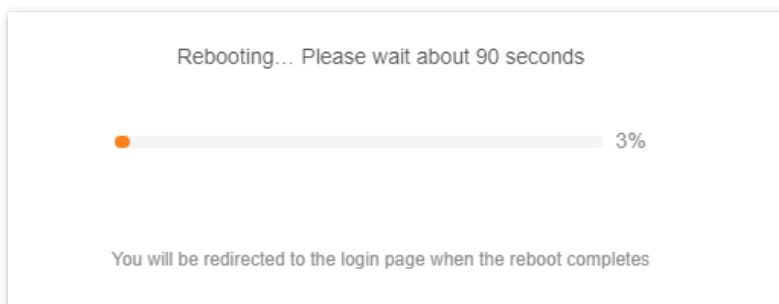 Rebooting... Please wait about 90 seconds
3%
You will be redirected to the login page when the reboot completes